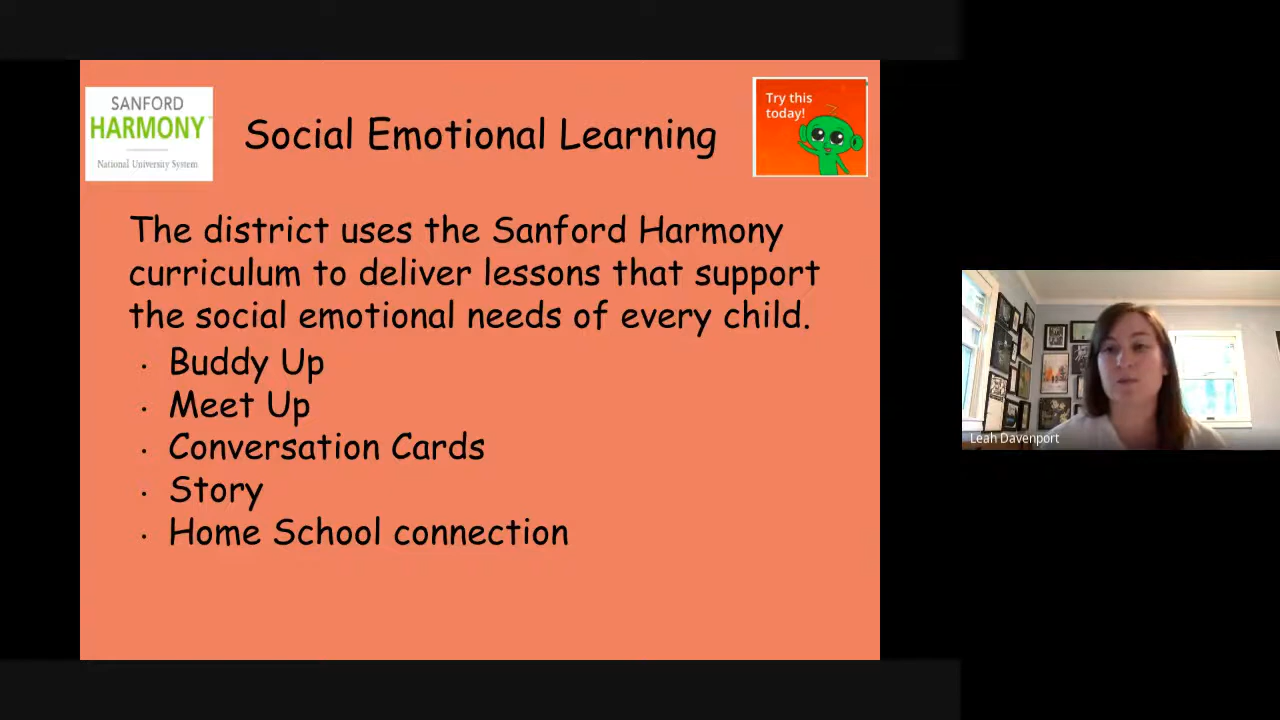 SANFORD
HARMONY
National University System
Social Emotional Learning
Try this
today!
The district uses the Sanford Harmony
curriculum to deliver lessons that support
the social emotional needs of every child.
· Buddy Up
· Meet Up
· Conversation Cards
· Story
· Home School connection
Leah Davenport